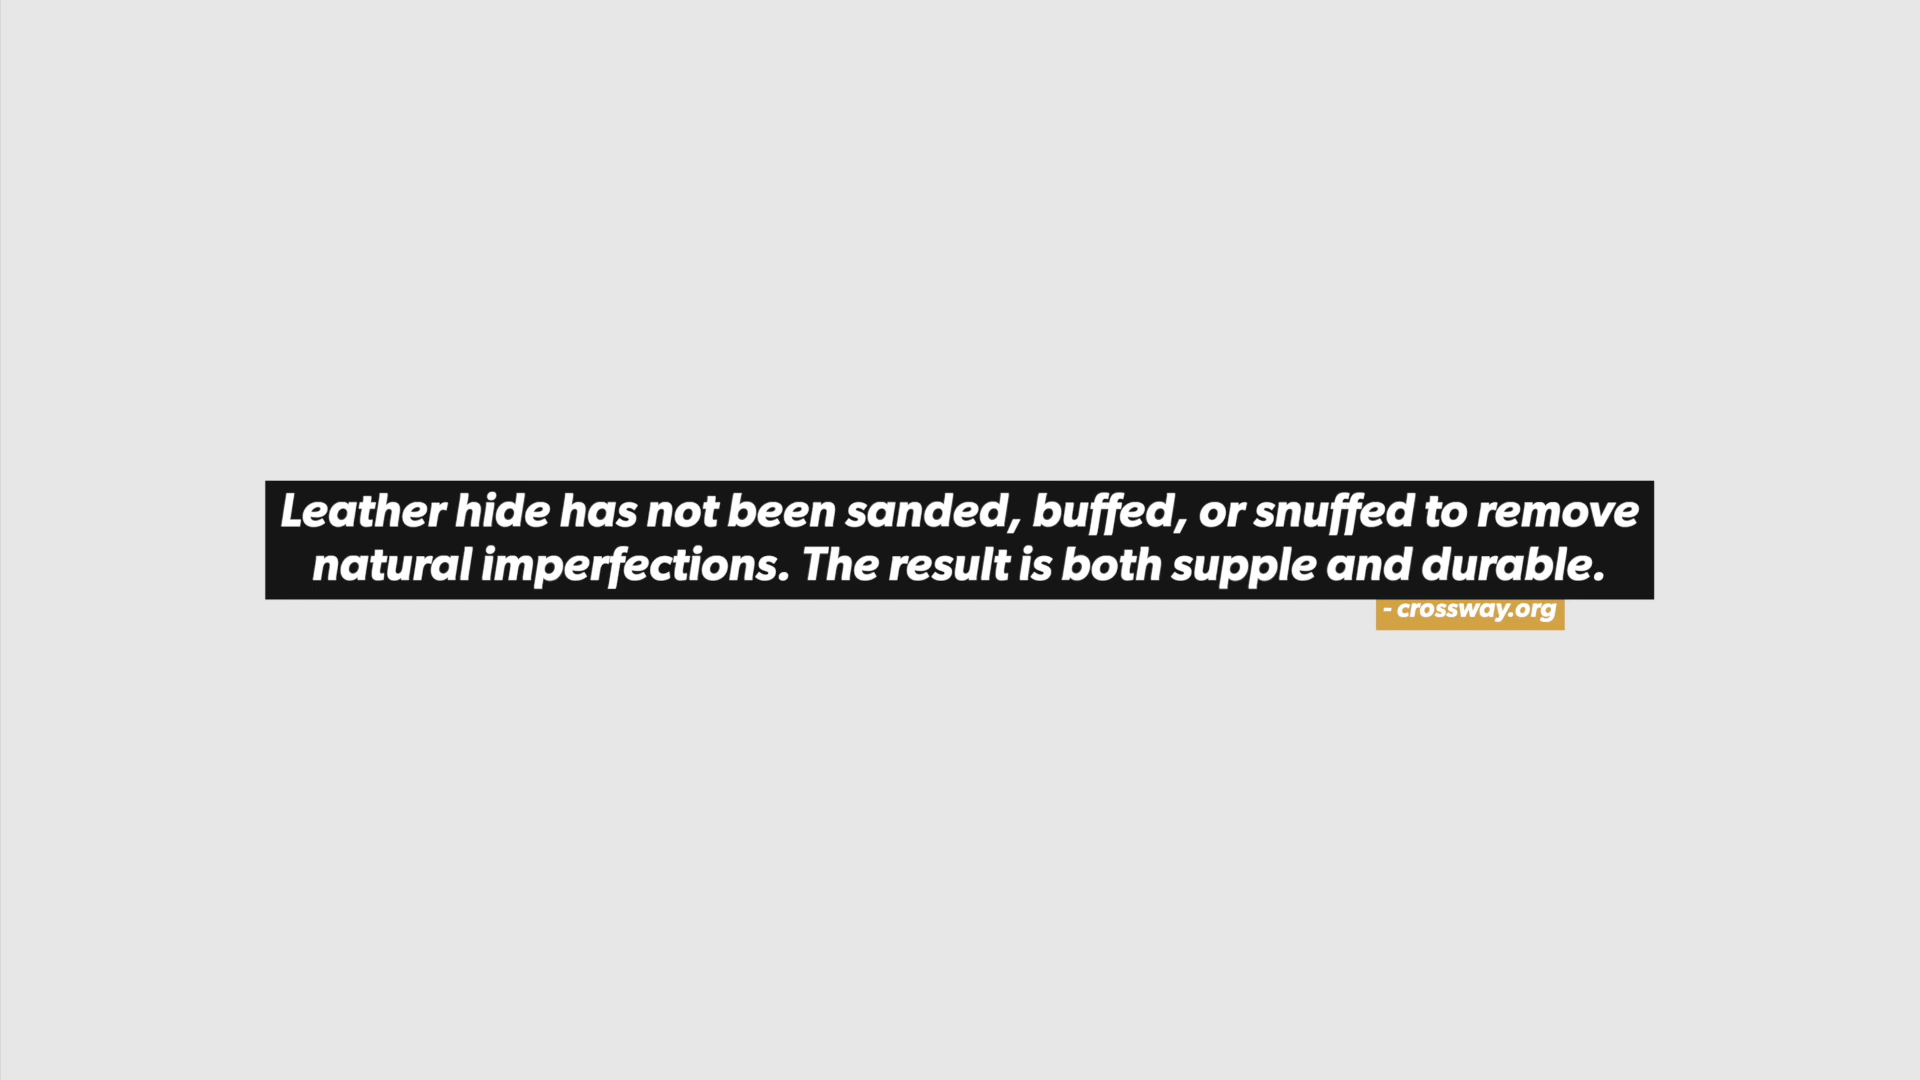 Leather hide has not been sanded, buffed, or snuffed to remove
natural imperfections. The result is both supple and durable.
- crossway.org